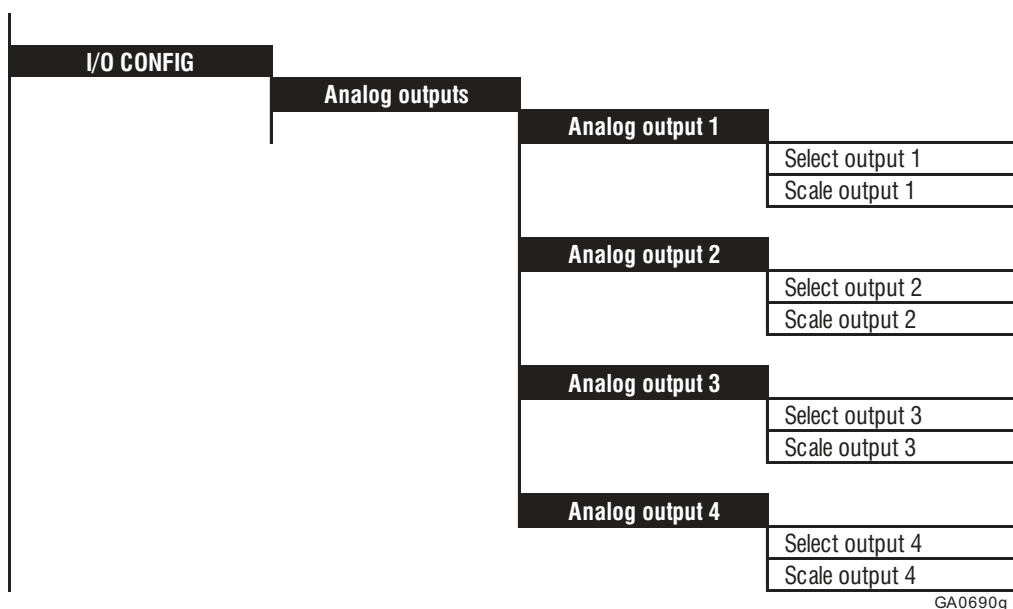 I/O CONFIG
Analog outputs
Analog output 1
Select output 1
Scale output 1
Analog output 2
Select output 2
Scale output 2
Analog output 3
Select output 3
Scale output 3
Analog output 4
Select output 4
Scale output 4
GA0690g